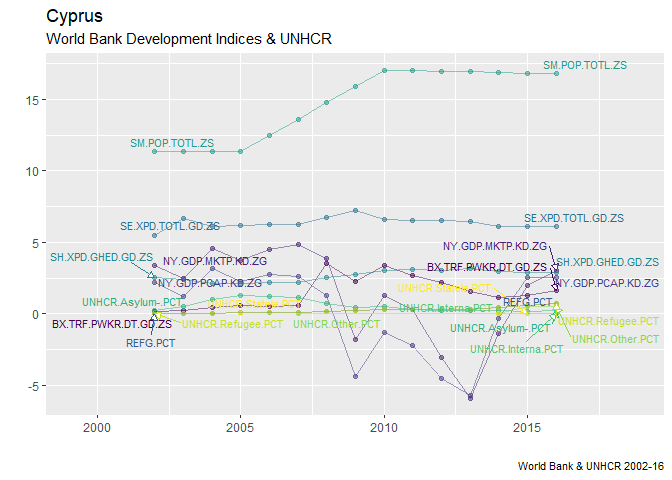 Cyprus
World Bank Development Indices & UNHCR
SM.POP.TOTL.ZS
15
SM.POP.TOTL.ZS
10
SE.XPD.TOTL.GD.ZS
SE.XPD.TOTL.GD.ZS
5
NY.GDP.MKTP.KD.ZG
SH.XPD.GHED.GD.ZS
NY.GDP.MKTP.KD.ZG
BX.TRF.PWKR.DT.GD.ZS
SH.XPD.GHED.GD.ZS
NY.GDP.PCAP.KD.ZG
NY.GDP.PCAP.KD.ZG
UNHCR.Asylum-.PCT
REFG.PCT
UNHCR.Interna.PCT
0
BX.TRF.PWKR.DT.GD.ZS
UNHCR.Refugee.PCT
UNHCR.Other.PCT
UNHCR.Asylum-.PCT
UNHCR.Refugee.PCT
REFG.PCT
UNHCR.Interna.PCT
UNHCR.Other.PCT
-5
2000
2005
2010
2015
World Bank & UNHCR 2002-16